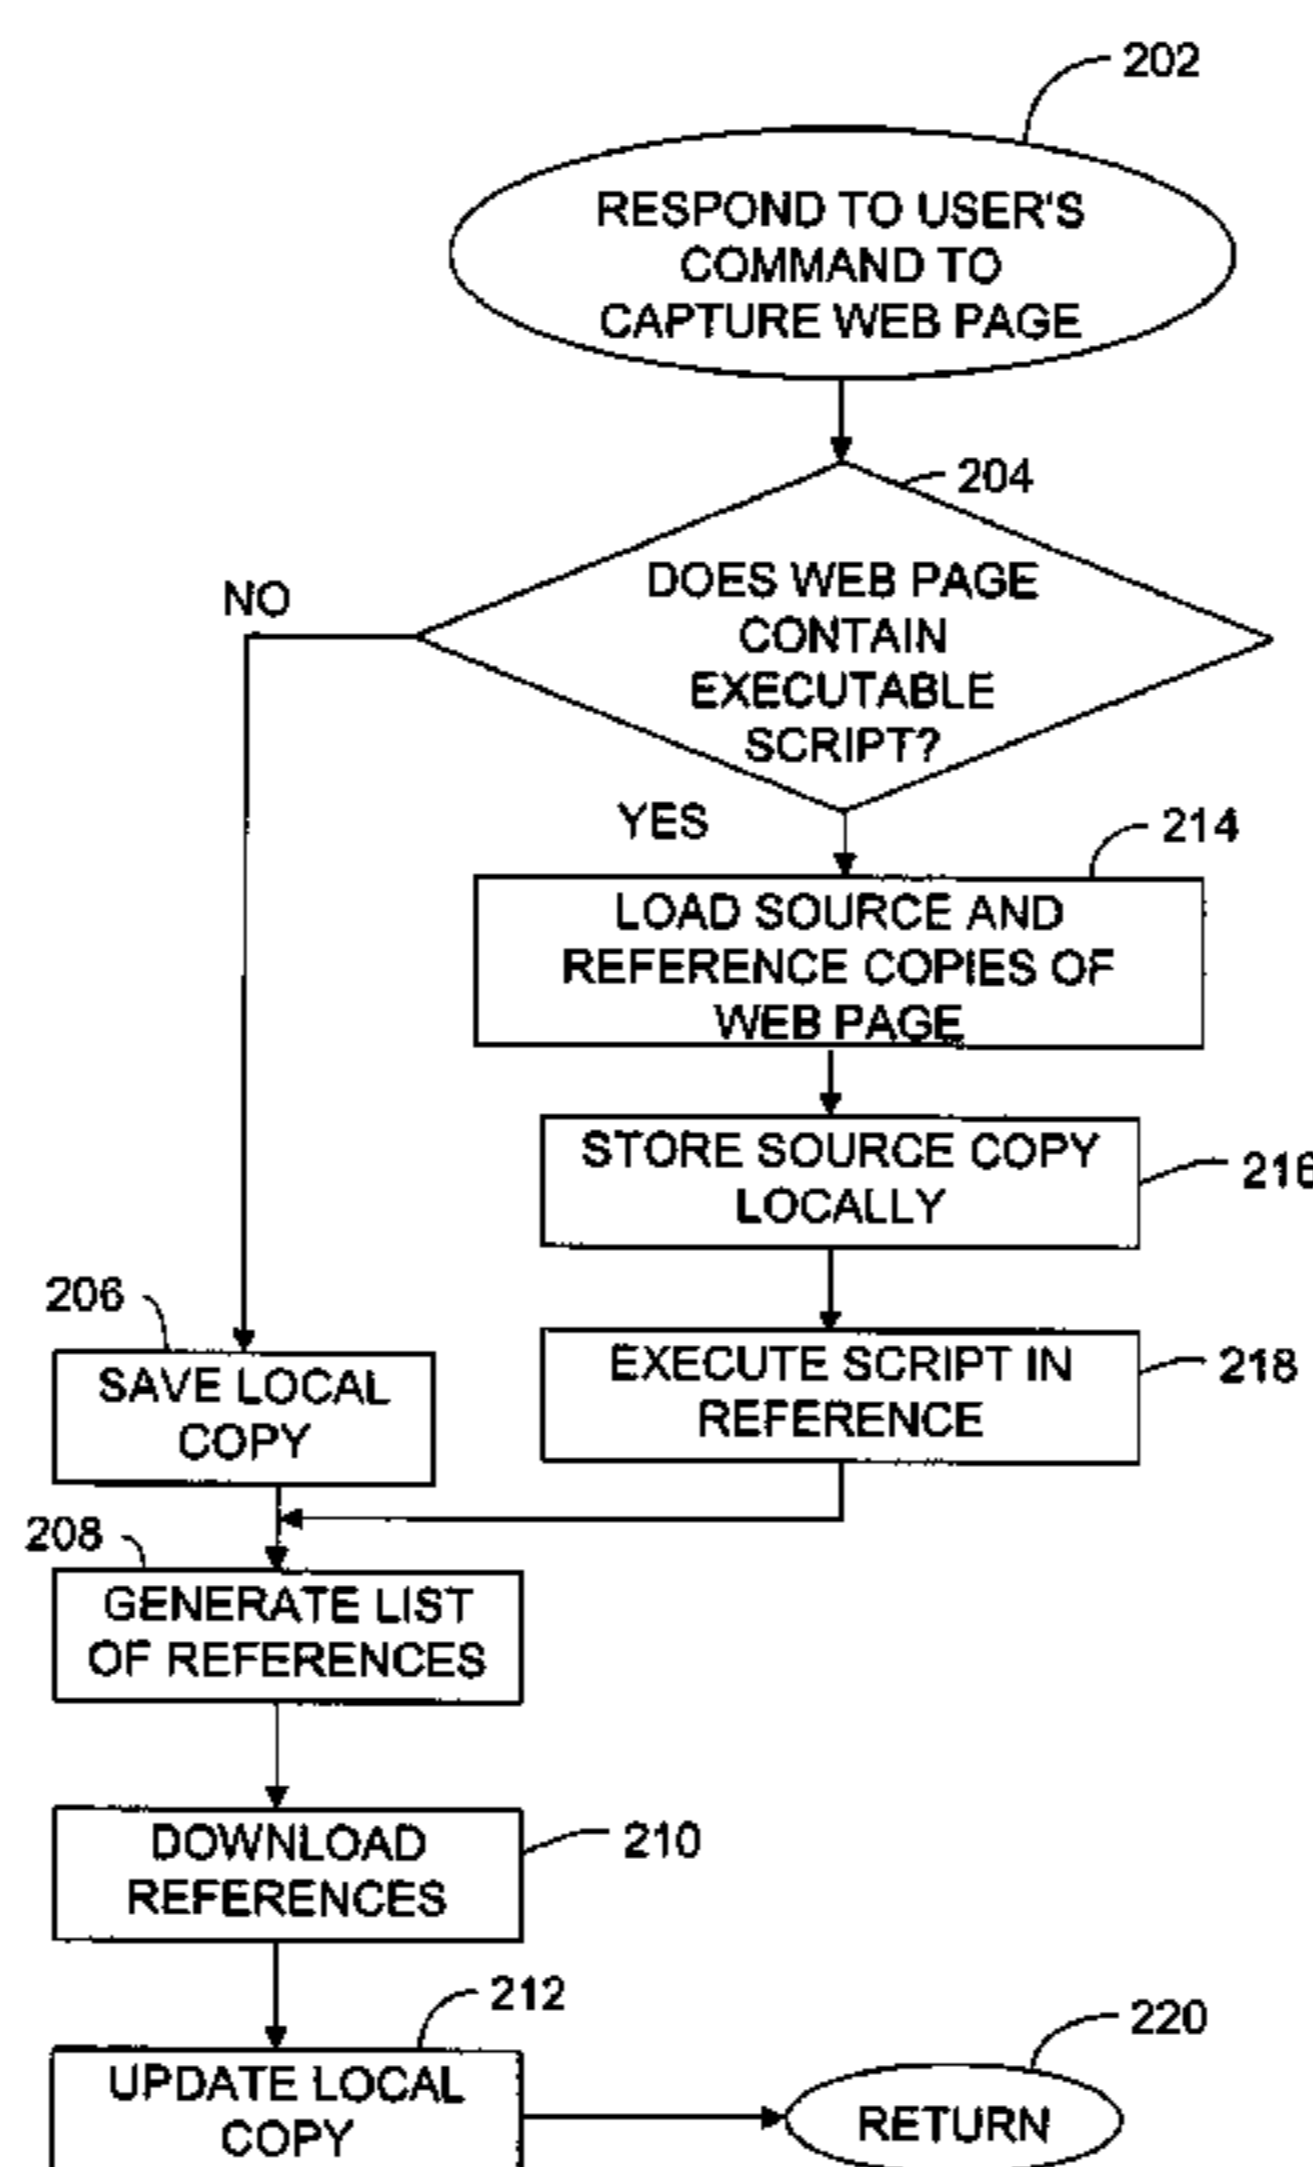 202
RESPOND TO USER'S
COMMAND TO
CAPTURE WEB PAGE
204
DOES WEB PAGE
CONTAIN
EXECUTABLE
SCRIPT?
NO
YES
214
LOAD SOURCE AND
REFERENCE COPIES OF
WEB PAGE
STORE SOURCE COPY
LOCALLY
216
206
SAVE LOCAL
COPY
EXECUTE SCRIPT IN
REFERENCE
218
208
GENERATE LIST
OF REFERENCES
DOWNLOAD
REFERENCES
210
212
UPDATE LOCAL
COPY
220
RETURN